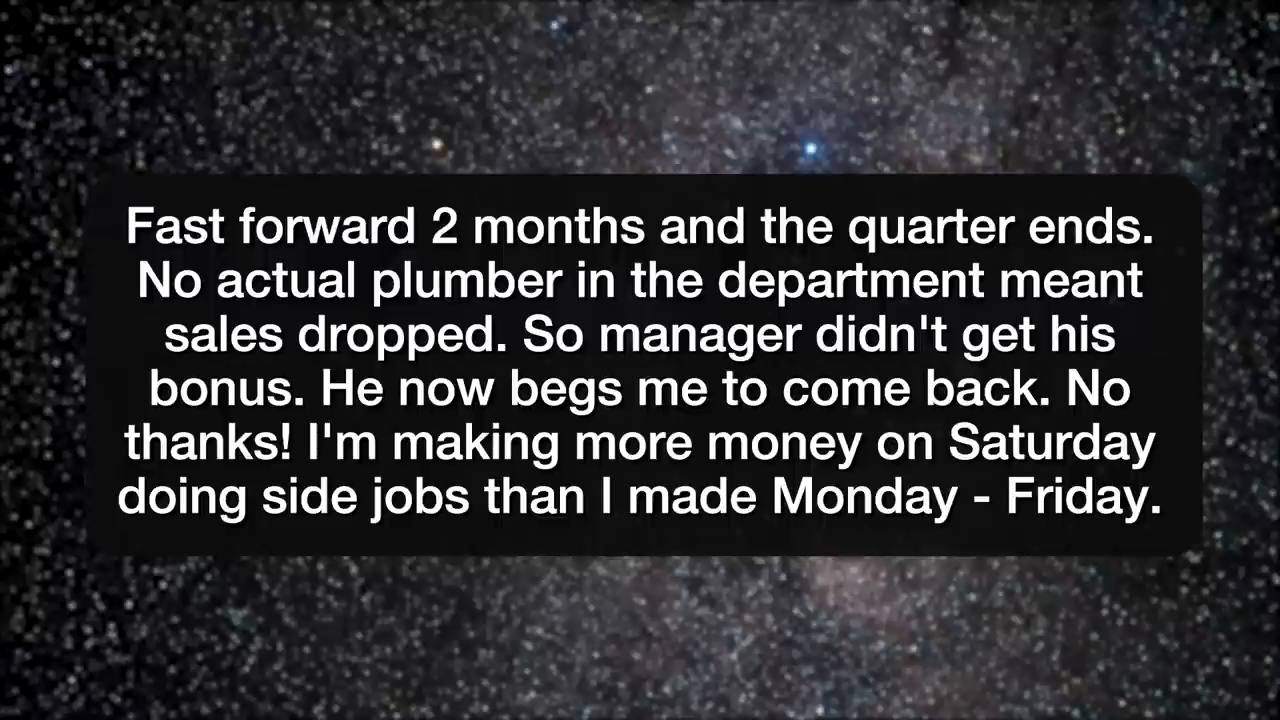 Fast forward 2 months and the quarter ends.
No actual plumber in the department meant
sales dropped. So manager didn't get his
bonus. He now begs me to come back. No
thanks! I'm making more money on Saturday
doing side jobs than I made Monday - Friday.